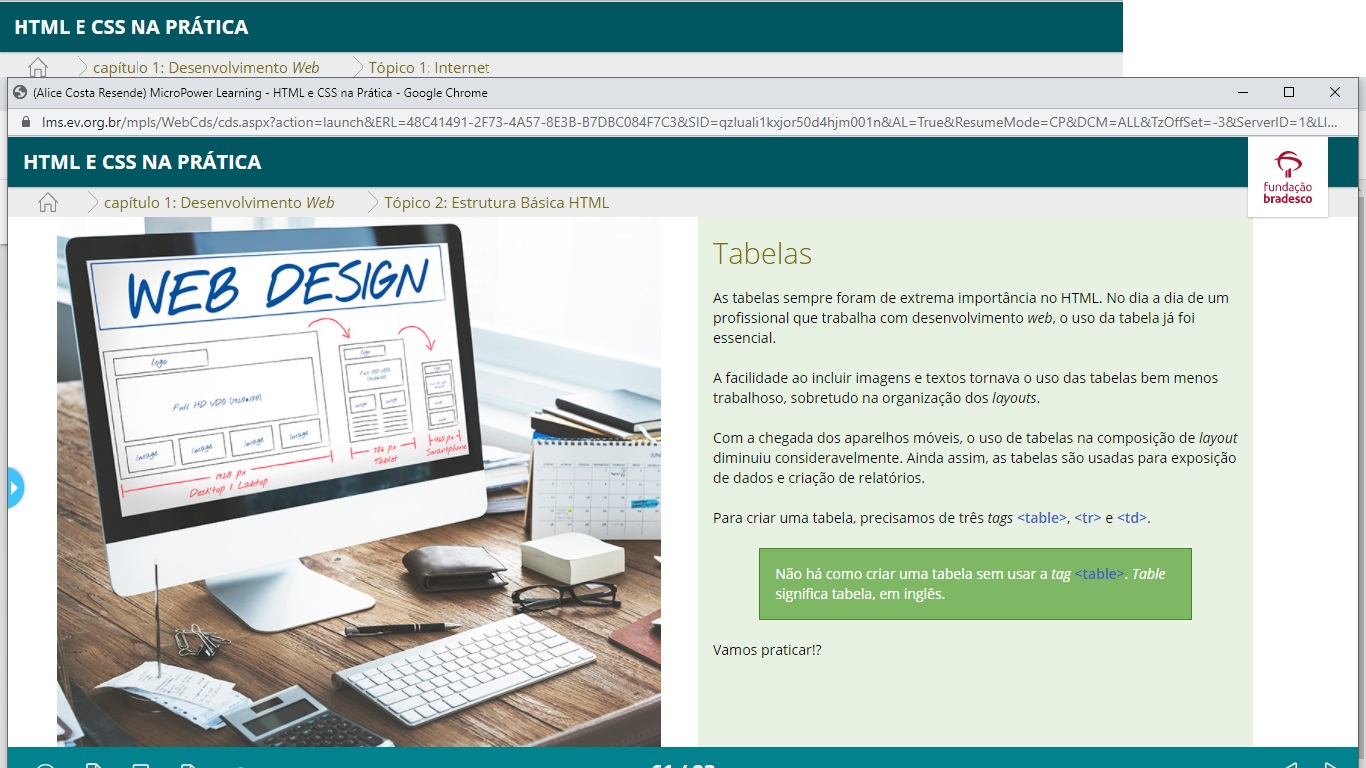 HTML E CSS NA PRÁTICA
capítulo 1: Desenvolvimento Web
Tópico 1: Internet
(Alice Costa Resende) MicroPower Learning - HTML e CSS na Prática - Google Chrome
lms.ev.org.br/mpls/WebCds/cds.aspx?action=launch&ERL=48C41491-2F73-4A57-8E3B-B7DBC084F7C3&SID=qzluali1kxjor50d4hjm001n&AL=True&ResumeMode=CP&DCM=ALL&TzOffSet=-3&ServerID=1&LI...
HTML E CSS NA PRÁTICA
fundação
bradesco
capítulo 1: Desenvolvimento Web
Tópico 2: Estrutura Básica HTML
WEB DESIGN
logo
Full HD VDO (1920x1080)
image
image
image
image
1920 px
Desktop / Labtop
logo
image
image
786 px
Tablet
480 px
Smartphone
Tabelas
As tabelas sempre foram de extrema importância no HTML. No dia a dia de um
profissional que trabalha com desenvolvimento web, o uso da tabela já foi
essencial.
A facilidade ao incluir imagens e textos tornava o uso das tabelas bem menos
trabalhoso, sobretudo na organização dos layouts.
Com a chegada dos aparelhos móveis, o uso de tabelas na composição de layout
diminuiu consideravelmente. Ainda assim, as tabelas são usadas para exposição
de dados e criação de relatórios.
Para criar uma tabela, precisamos de três tags <table>, <tr> e <td>.
Não há como criar uma tabela sem usar a tag <table>. Table
significa tabela, em inglês.
Vamos praticar!?